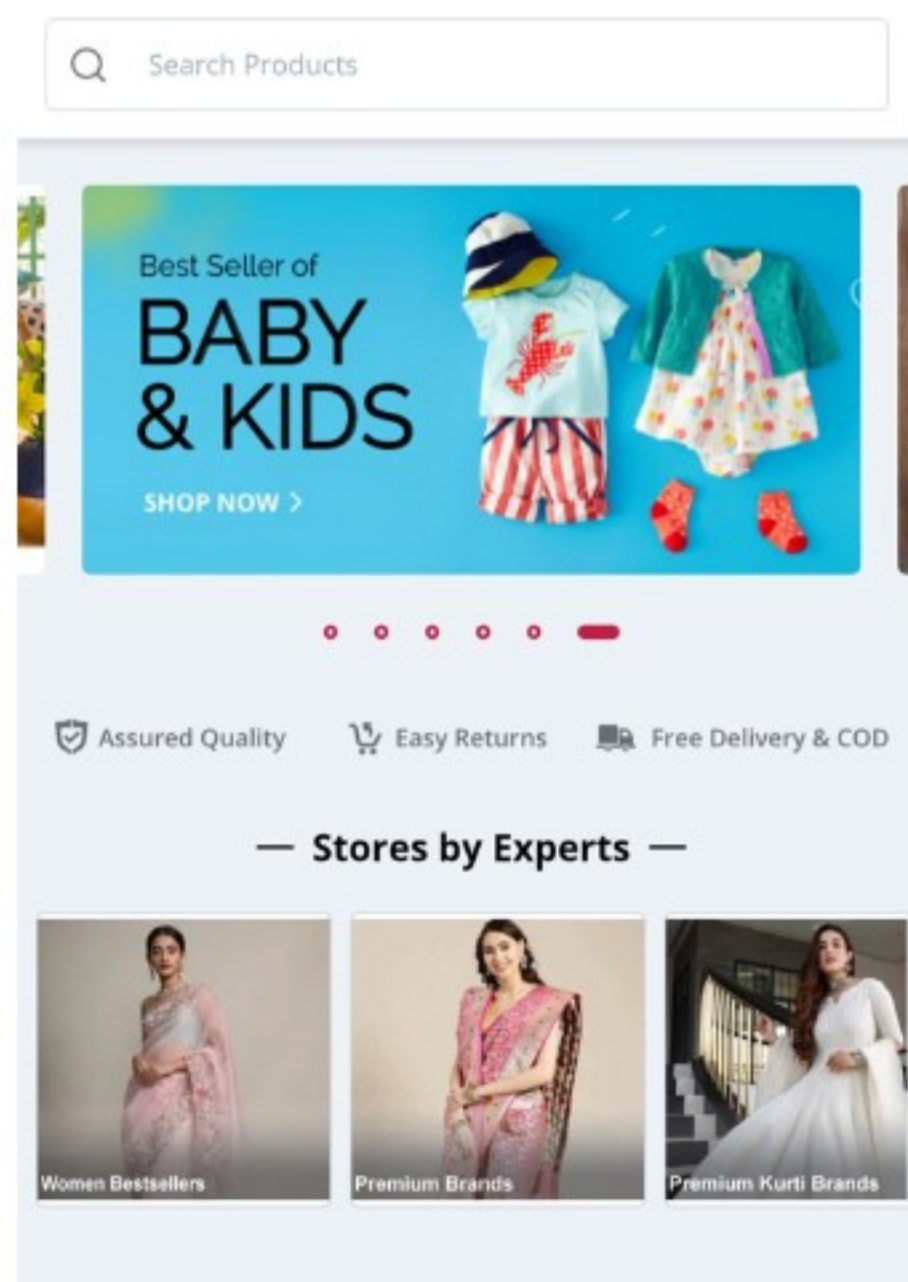 Search Products
Best Seller of
BABY
& KIDS
SHOP NOW >
Assured Quality
Easy Returns
Free Delivery & COD
Stores by Experts
Women Bestsellers
Premium Brands
Premium Kurti Brands